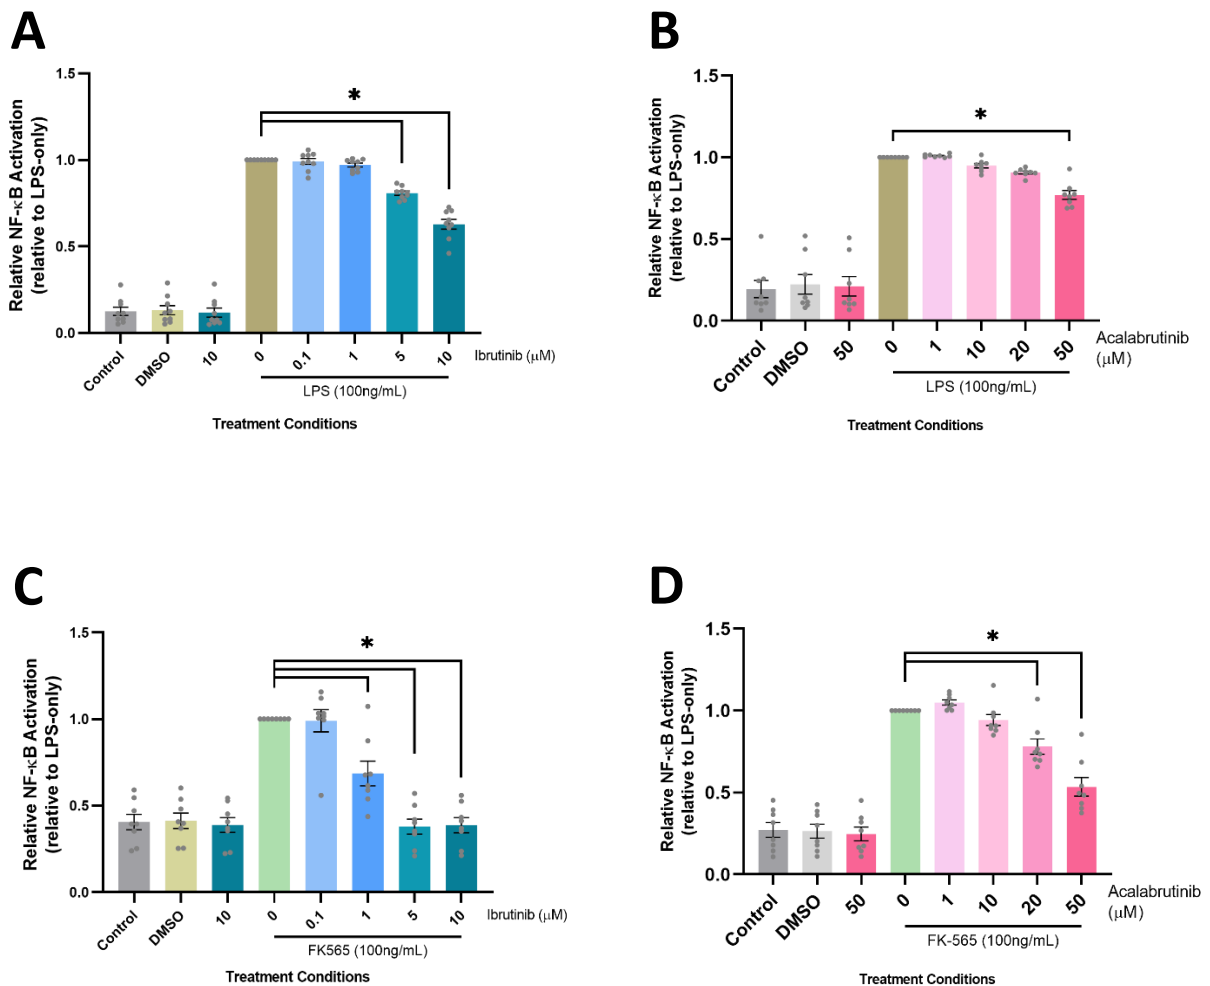 A
Relative NF-κB Activation
(relative to LPS-only)
1.5
1.0
0.5
0.0
*
Control
DMSO
10
0
0.1
1
5
10
Ibrutinib (μM)
LPS (100ng/mL)
Treatment Conditions
B
Relative NF-κB Activation
(relative to LPS-only)
1.5
1.0
0.5
0.0
*
Control
DMSO
50
0
1
10
20
50
Acalabrutinib
(μM)
LPS (100ng/mL)
Treatment Conditions
C
Relative NF-κB Activation
(relative to LPS-only)
1.5
1.0
0.5
0.0
*
Control
DMSO
10
0
0.1
1
5
10
Ibrutinib (μM)
FK565 (100ng/mL)
Treatment Conditions
D
Relative NF-κB Activation
(relative to LPS-only)
1.5
1.0
0.5
0.0
*
Control
DMSO
50
0
1
10
20
50
Acalabrutinib
(μM)
FK-565 (100ng/mL)
Treatment Conditions